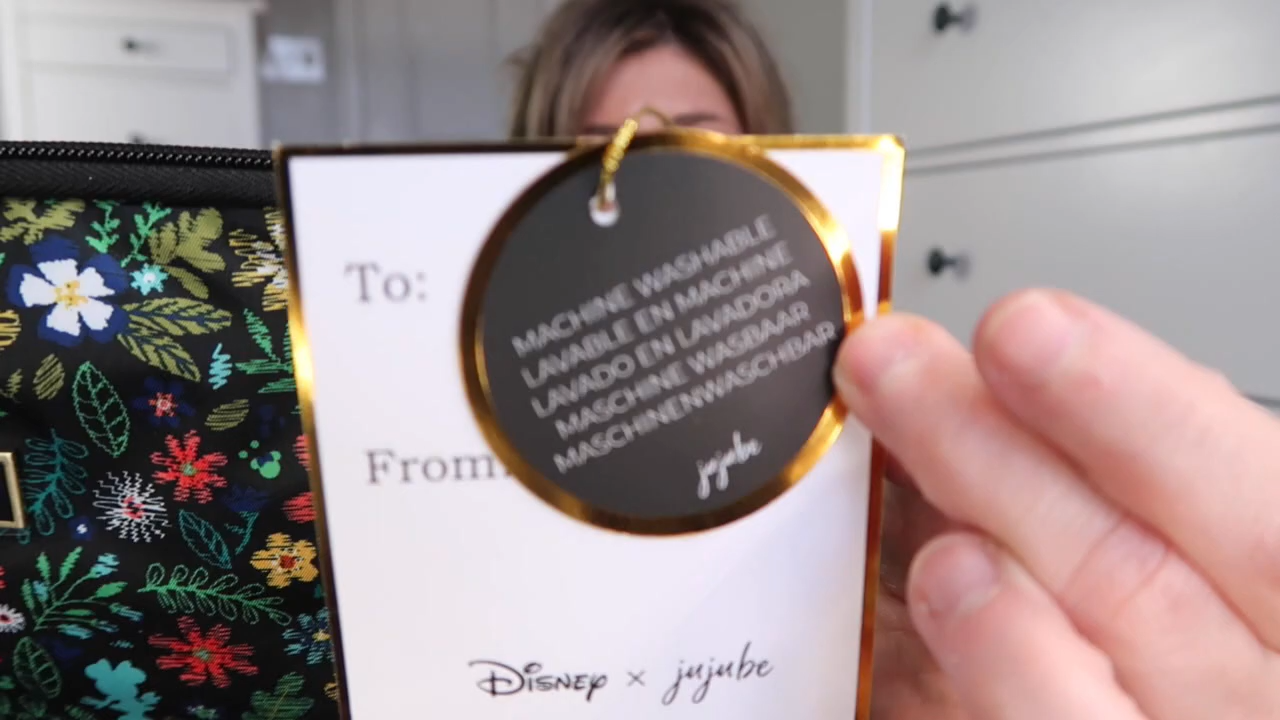 To:
MACHINE WASHABLE
LAVABLE EN MACHINE
LAVADO EN LAVADORA
MASCHINE WASBAAR
MASCHINENWASCHBAR
jujube
From:
Disney x jujube